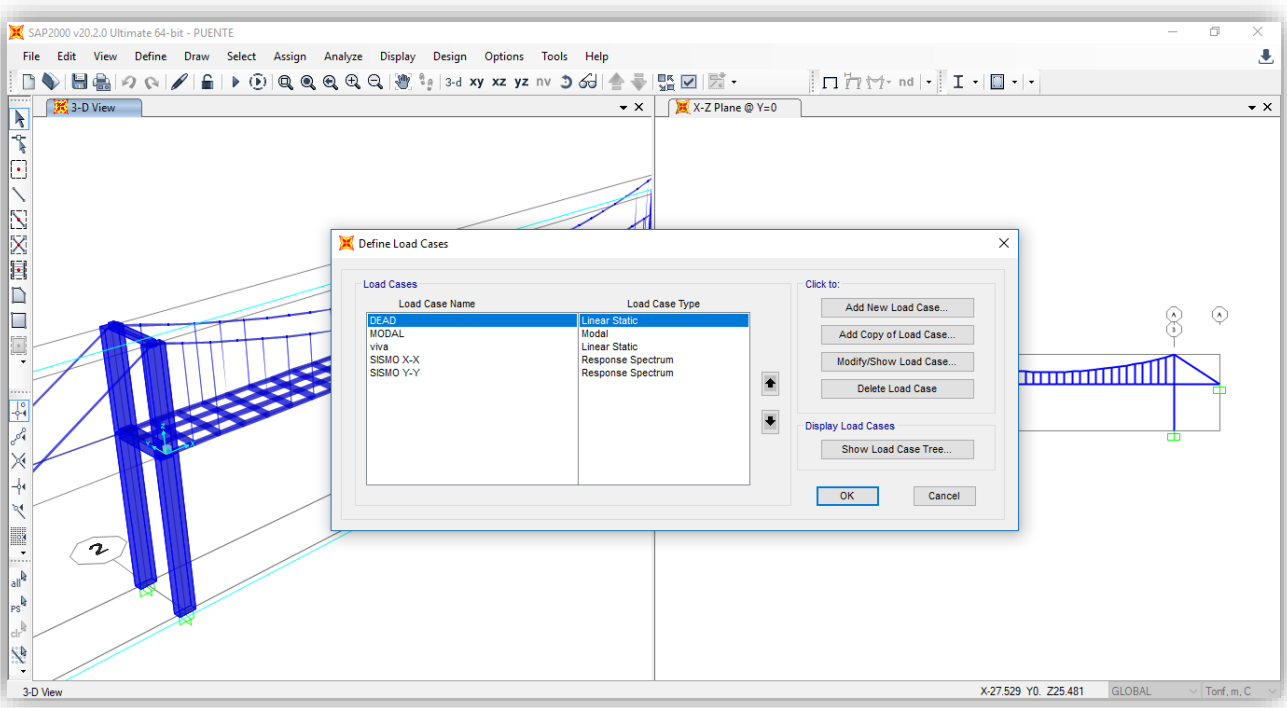 SAP2000 v20.2.0 Ultimate 64-bit - PUENTE
File Edit View Define Draw Select Assign Analyze Display Design Options Tools Help
3-d xy xz yz nv nd
3-D View
X-Z Plane @ Y=0
Define Load Cases
Load Cases
Load Case Name Load Case Type
DEAD Linear Static
MODAL Modal
viva Linear Static
SISMO X-X Response Spectrum
SISMO Y-Y Response Spectrum
Click to:
Add New Load Case...
Add Copy of Load Case...
Modify/Show Load Case...
Delete Load Case
Display Load Cases
Show Load Case Tree...
OK Cancel
2
A A
3
all
PS
clr
3-D View
X-27.529 Y0. Z25.481 GLOBAL Tonf, m, C